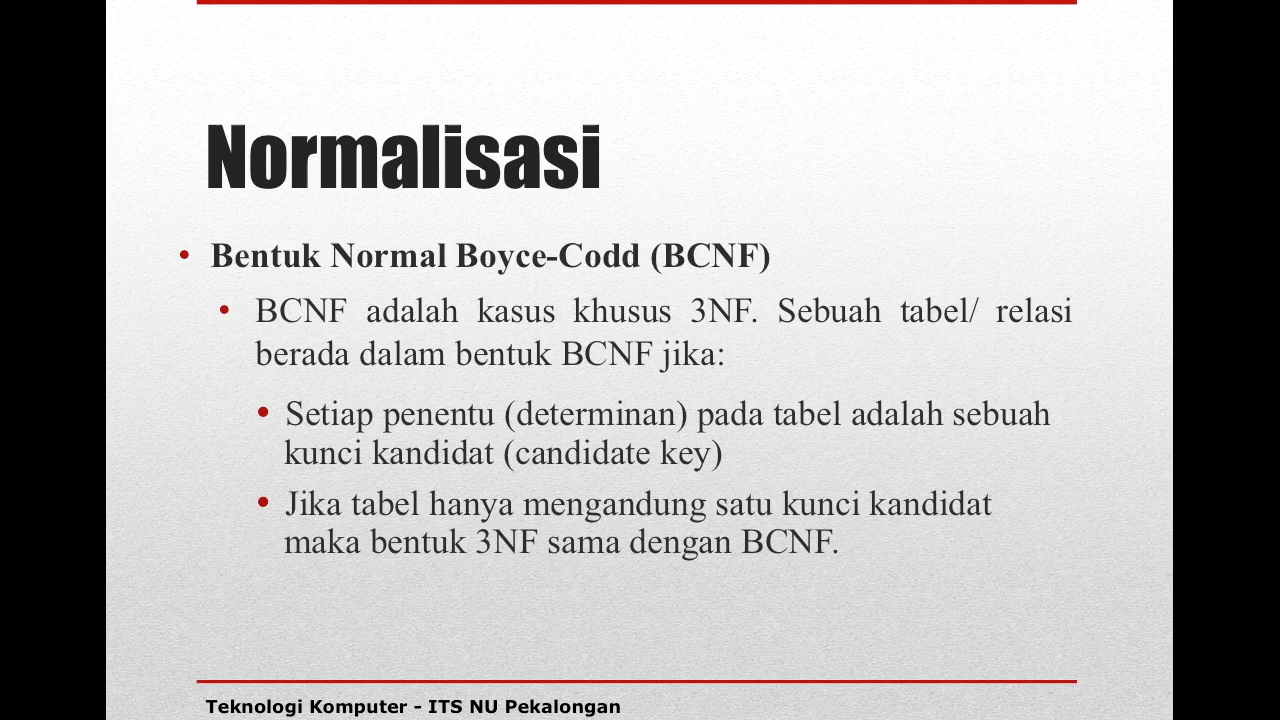 Normalisasi
• Bentuk Normal Boyce-Codd (BCNF)
• BCNF adalah kasus khusus 3NF. Sebuah tabel/ relasi
berada dalam bentuk BCNF jika:
• Setiap penentu (determinan) pada tabel adalah sebuah
kunci kandidat (candidate key)
• Jika tabel hanya mengandung satu kunci kandidat
maka bentuk 3NF sama dengan BCNF.
Teknologi Komputer - ITS NU Pekalongan